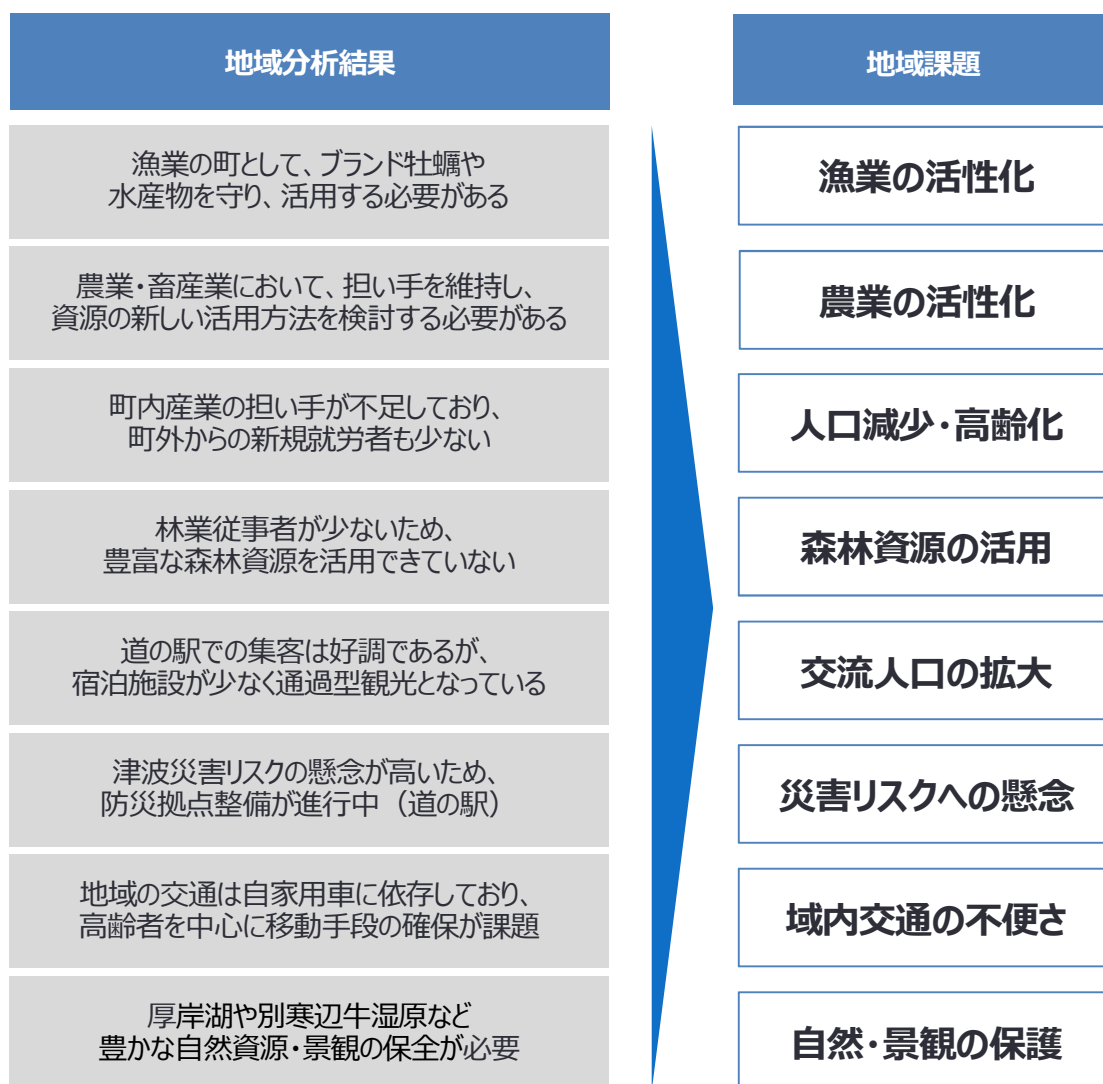 地域分析結果
地域課題
漁業の町として、ブランド牡蠣や
水産物を守り、活用する必要がある
漁業の活性化
農業・畜産業において、担い手を維持し、
資源の新しい活用方法を検討する必要がある
農業の活性化
町内産業の担い手が不足しており、
町外からの新規就労者も少ない
人口減少・高齢化
林業従事者が少ないため、
豊富な森林資源を活用できていない
森林資源の活用
道の駅での集客は好調であるが、
宿泊施設が少なく通過型観光となっている
交流人口の拡大
津波災害リスクの懸念が高いため、
防災拠点整備が進行中（道の駅）
災害リスクへの懸念
地域の交通は自家用車に依存しており、
高齢者を中心に移動手段の確保が課題
域内交通の不便さ
厚岸湖や別寒辺牛湿原など
豊かな自然資源・景観の保全が必要
自然・景観の保護